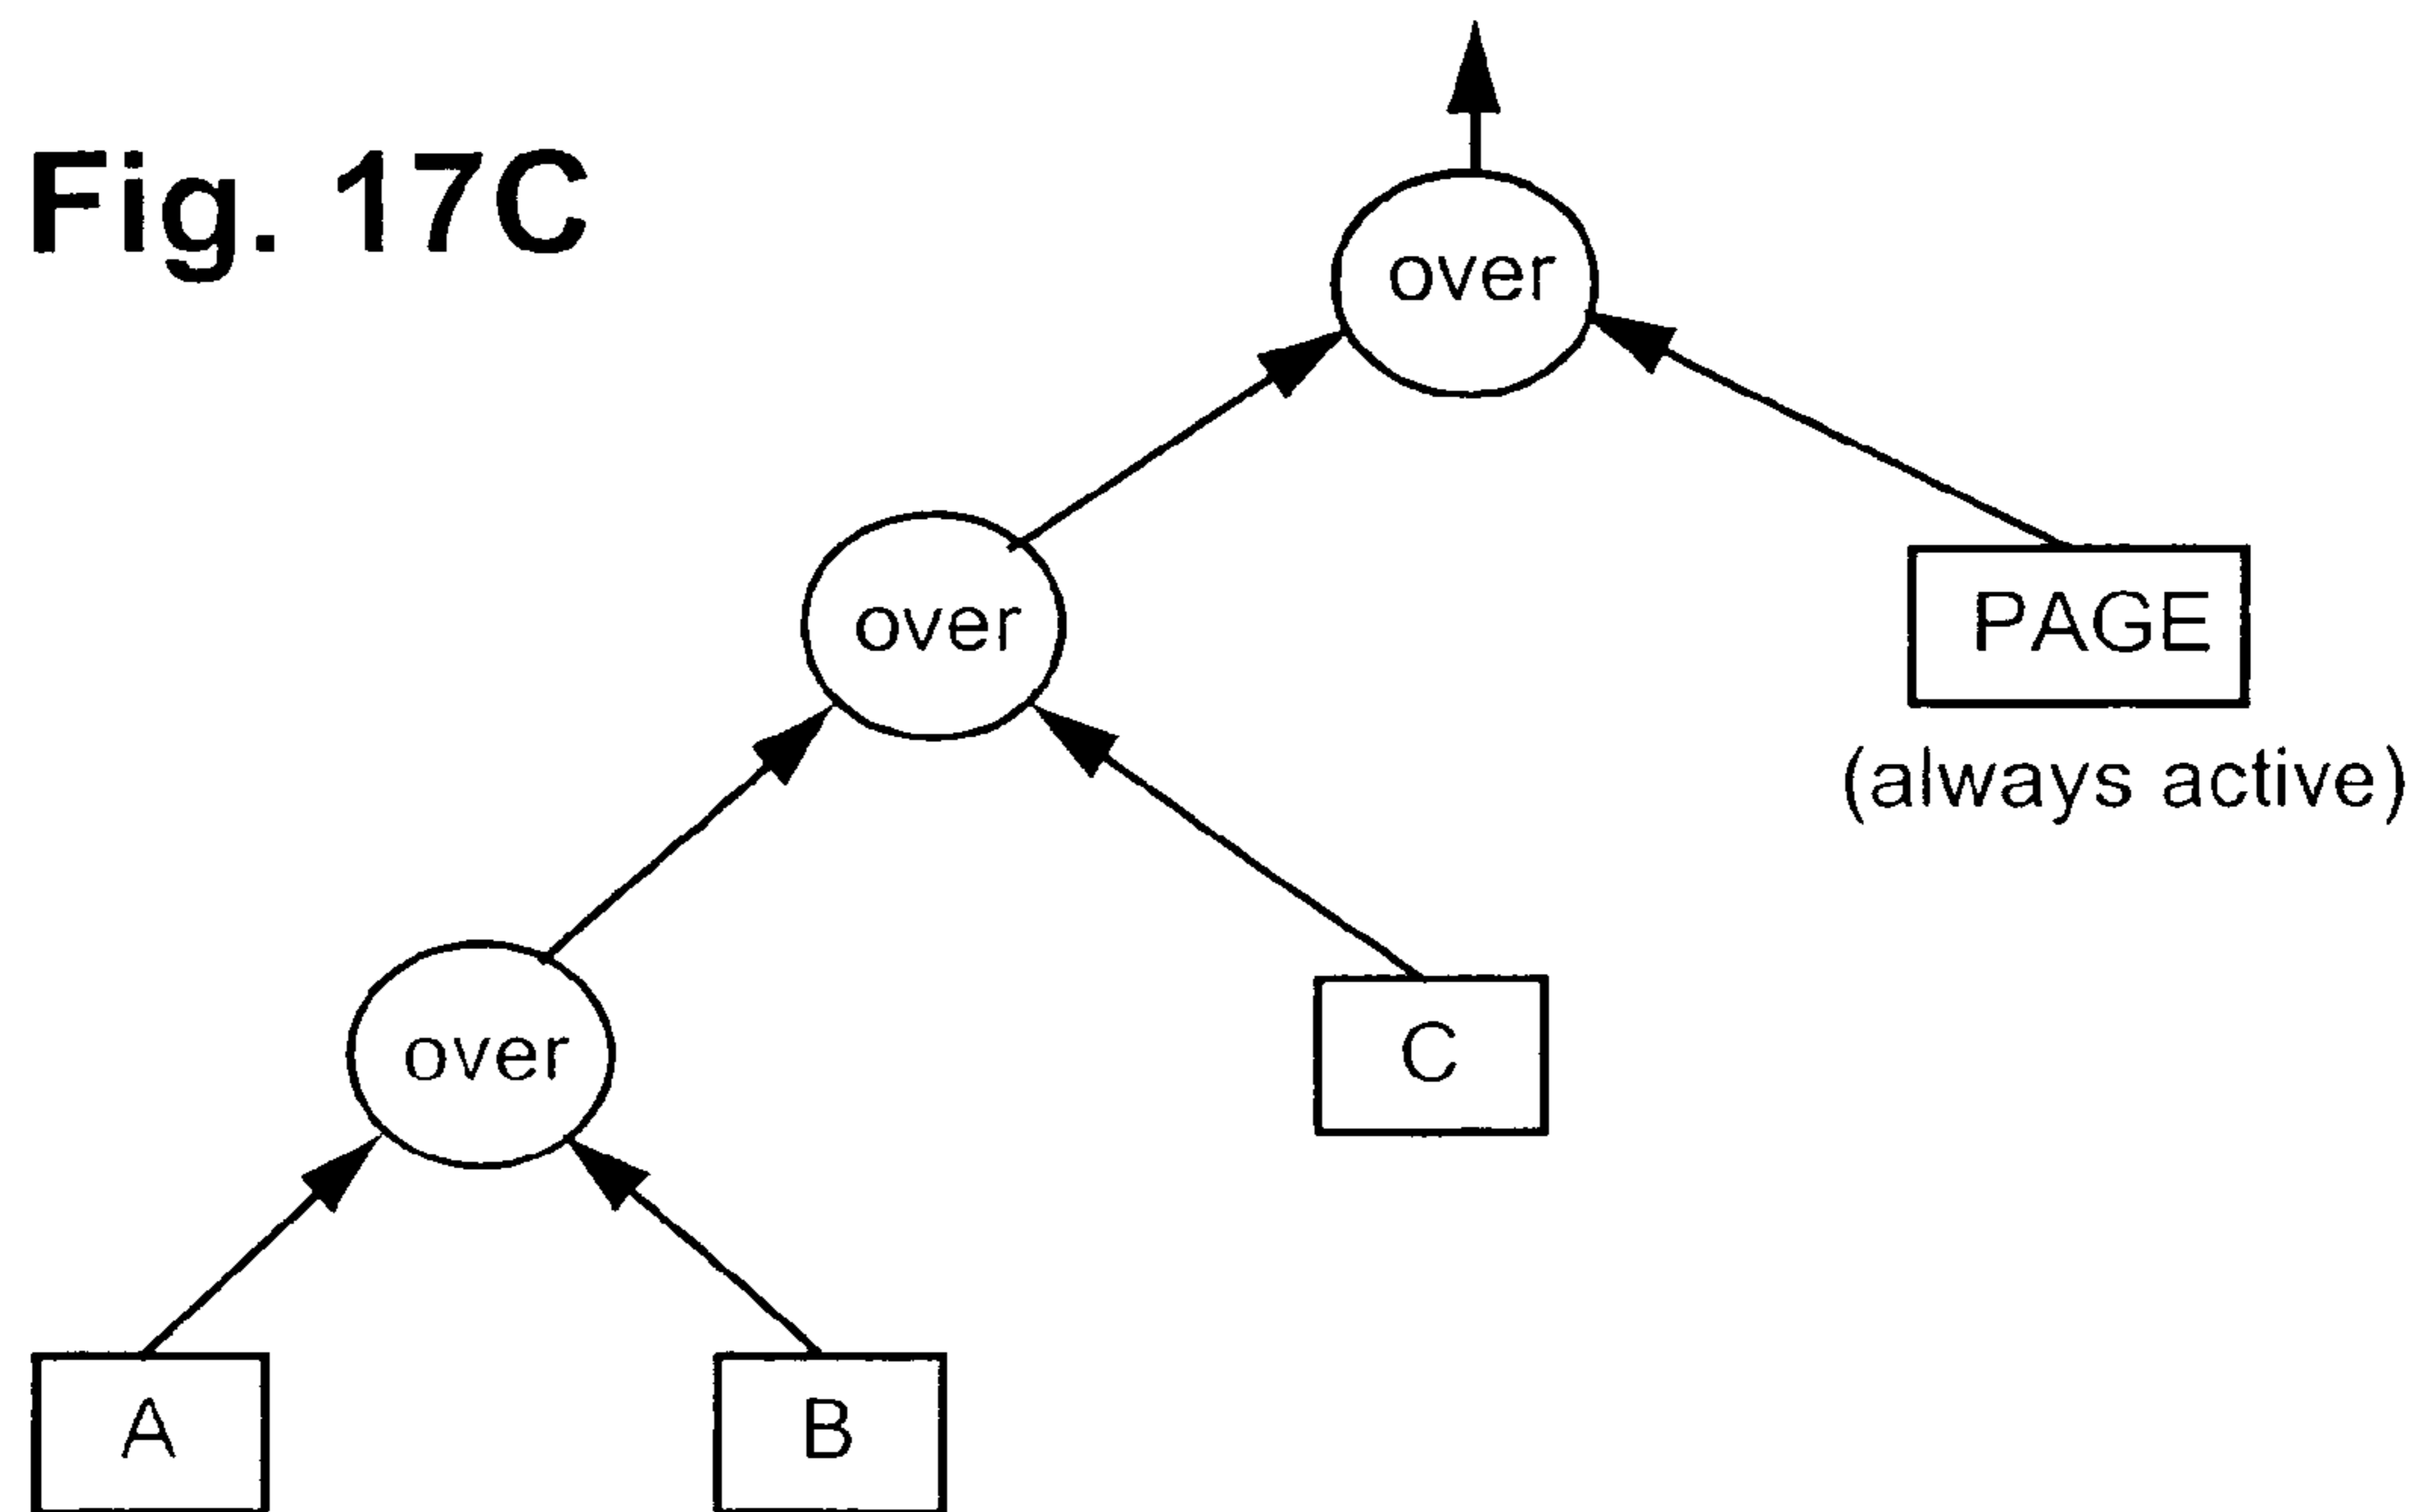 Fig. 17C
over
over
PAGE
(always active)
over
C
A
B